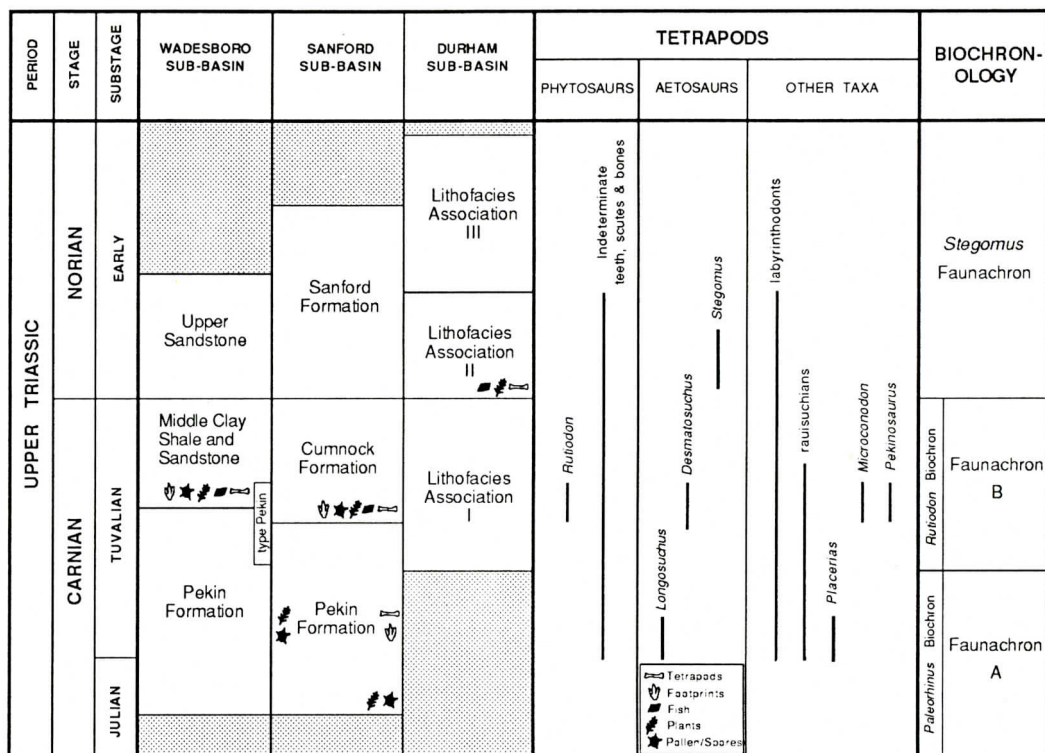 PERIOD
STAGE
SUBSTAGE
WADESBORO
SUB-BASIN
SANFORD
SUB-BASIN
DURHAM
SUB-BASIN
TETRAPODS
PHYTOSAURS
AETOSAURS
OTHER TAXA
BIOCHRON-
OLOGY
UPPER TRIASSIC
NORIAN
CARNIAN
EARLY
TUVALIAN
JULIAN
Upper
Sandstone
Middle Clay
Shale and
Sandstone
type Pekin
Pekin
Formation
Sanford
Formation
Cumnock
Formation
Pekin
Formation
Lithofacies
Association
III
Lithofacies
Association
II
Lithofacies
Association
I
Rutiodon
Indeterminate
teeth, scutes & bones
Longosuchus
Desmatosuchus
Stegomus
labyrinthodonts
rauisuchians
Placerias
Microconodon
Pekinosaurus
Tetrapods
Footprints
Fish
Plants
Pollen/Spores
Stegomus
Faunachron
Rutiodon Biochron
Faunachron
B
Paleorhinus Biochron
Faunachron
A